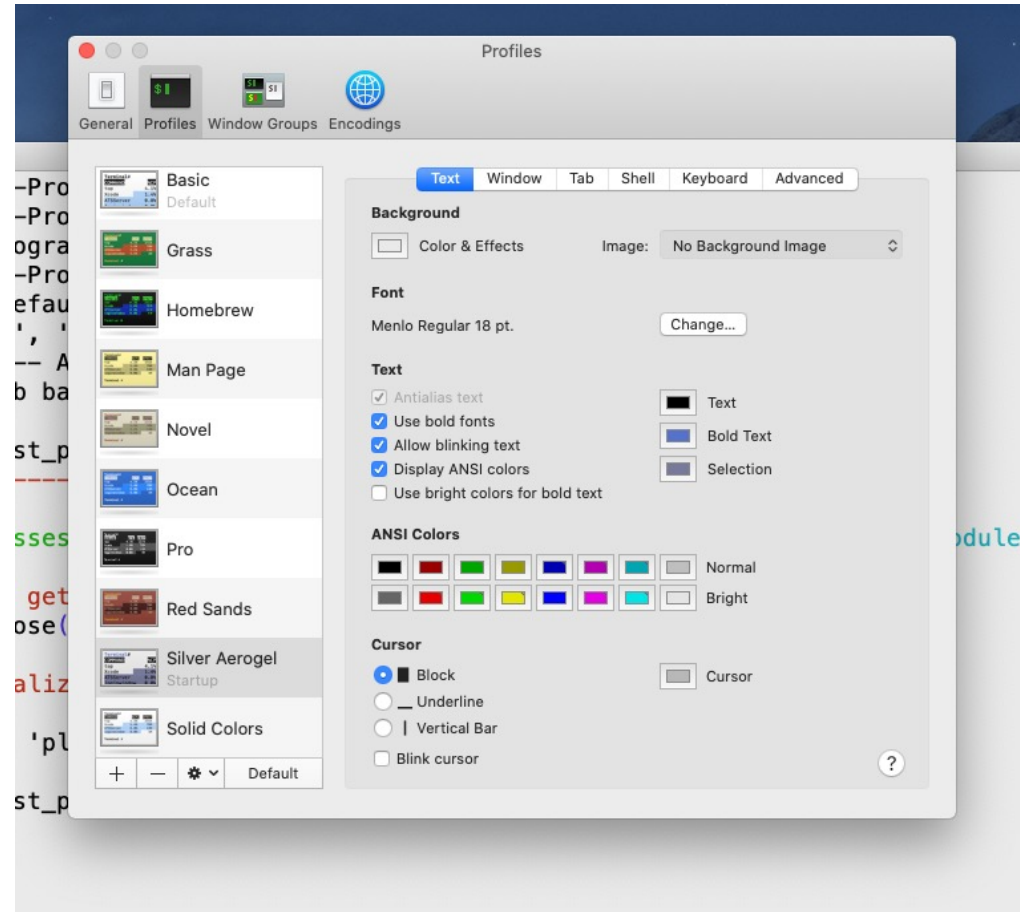 Profiles
General Profiles Window Groups Encodings
Basic
Default
Grass
Homebrew
Man Page
Novel
Ocean
Pro
Red Sands
Silver Aerogel
Startup
Solid Colors
+ — Default
Text Window Tab Shell Keyboard Advanced
Background
Color & Effects Image: No Background Image
Font
Menlo Regular 18 pt. Change...
Text
Antialias text
Use bold fonts
Allow blinking text
Display ANSI colors
Use bright colors for bold text
Text
Bold Text
Selection
ANSI Colors
Normal
Bright
Cursor
Block
Underline
Vertical Bar
Blink cursor
Cursor
?
-Pro
-Pro
ogra
-Pro
efau
', '
-- A
b ba
st_p
----
sses
get
ose(
aliz
'pl
st_p
odule